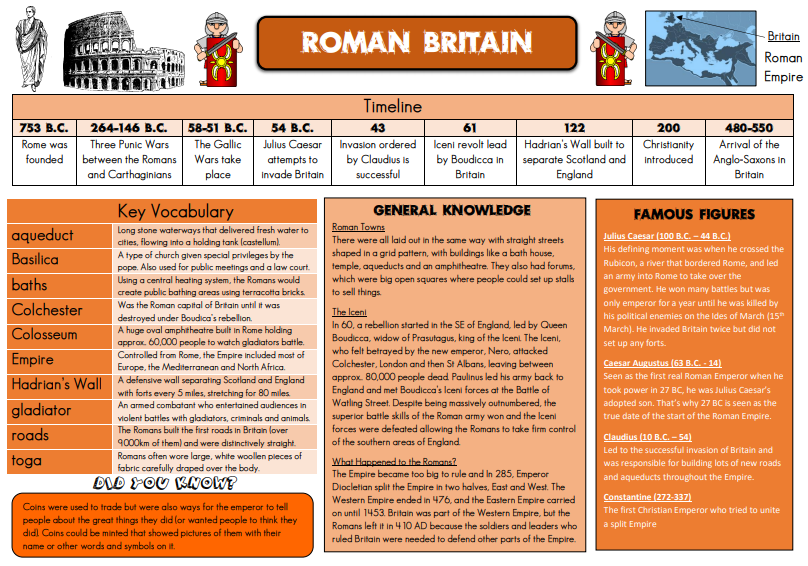 ROMAN BRITAIN
Britain
Roman
Empire
Timeline
753 B.C. 264-146 B.C. 58-51 B.C. 54 B.C. 43 61 122 200 480-550
Rome was
founded
Three Punic Wars
between the Romans
and Carthaginians
The Gallic
Wars take
place
Julius Caesar
attempts to
invade Britain
Invasion ordered
by Claudius is
successful
Iceni revolt lead
by Boudicca in
Britain
Hadrian's Wall built to
separate Scotland and
England
Christianity
introduced
Arrival of the
Anglo-Saxons in
Britain
Key Vocabulary
aqueduct
Long stone waterways that delivered fresh water to
cities, flowing into a holding tank (castellum).
Basilica
A type of church given special privileges by the
pope. Also used for public meetings and a law court.
baths
Using a central heating system, the Romans would
create public bathing areas using terracotta bricks.
Colchester
Was the Roman capital of Britain until it was
destroyed under Boudica's rebellion.
Colosseum
A huge oval amphitheatre built in Rome holding
approx. 60,000 people to watch gladiators battle.
Empire
Controlled from Rome, the Empire included most of
Europe, the Mediterranean and North Africa.
Hadrian's Wall
A defensive wall separating Scotland and England
with forts every 5 miles, stretching for 80 miles.
gladiator
An armed combatant who entertained audiences in
violent battles with gladiators, criminals and animals.
roads
The Romans built the first roads in Britain (over
9000km of them) and were distinctively straight.
toga
Romans often wore large, white woollen pieces of
fabric carefully draped over the body.
DID YOU KNOW?
Coins were used to trade but were also ways for the emperor to tell
people about the great things they did (or wanted people to think they
did). Coins could be minted that showed pictures of them with their
name or other words and symbols on it.
GENERAL KNOWLEDGE
Roman Towns
There were all laid out in the same way with straight streets
shaped in a grid pattern, with buildings like a bath house,
temple, aqueducts and an amphitheatre. They also had forums,
which were big open squares where people could set up stalls
to sell things.
The Iceni
In 60, a rebellion started in the SE of England, led by Queen
Boudicca, widow of Prasutagus, king of the Iceni. The Iceni,
who felt betrayed by the new emperor, Nero, attacked
Colchester, London and then St Albans, leaving between
approx. 80,000 people dead. Paulinus led his army back to
England and met Boudicca's Iceni forces at the Battle of
Watling Street. Despite being massively outnumbered, the
superior battle skills of the Roman army won and the Iceni
forces were defeated allowing the Romans to take firm control
of the southern areas of England.
What Happened to the Romans?
The Empire became too big to rule and In 285, Emperor
Diocletian split the Empire in two halves, East and West. The
Western Empire ended in 476, and the Eastern Empire carried
on until 1453. Britain was part of the Western Empire, but the
Romans left it in 410 AD because the soldiers and leaders who
ruled Britain were needed to defend other parts of the Empire.
FAMOUS FIGURES
Julius Caesar (100 B.C. – 44 B.C.)
His defining moment was when he crossed the
Rubicon, a river that bordered Rome, and led
an army into Rome to take over the
government. He won many battles but was
only emperor for a year until he was killed by
his political enemies on the Ides of March (15th
March). He invaded Britain twice but did not
set up any forts.
Caesar Augustus (63 B.C. - 14)
Seen as the first real Roman Emperor when he
took power in 27 BC, he was Julius Caesar's
adopted son. That's why 27 BC is seen as the
true date of the start of the Roman Empire.
Claudius (10 B.C. – 54)
Led to the successful invasion of Britain and
was responsible for building lots of new roads
and aqueducts throughout the Empire.
Constantine (272-337)
The first Christian Emperor who tried to unite
a split Empire